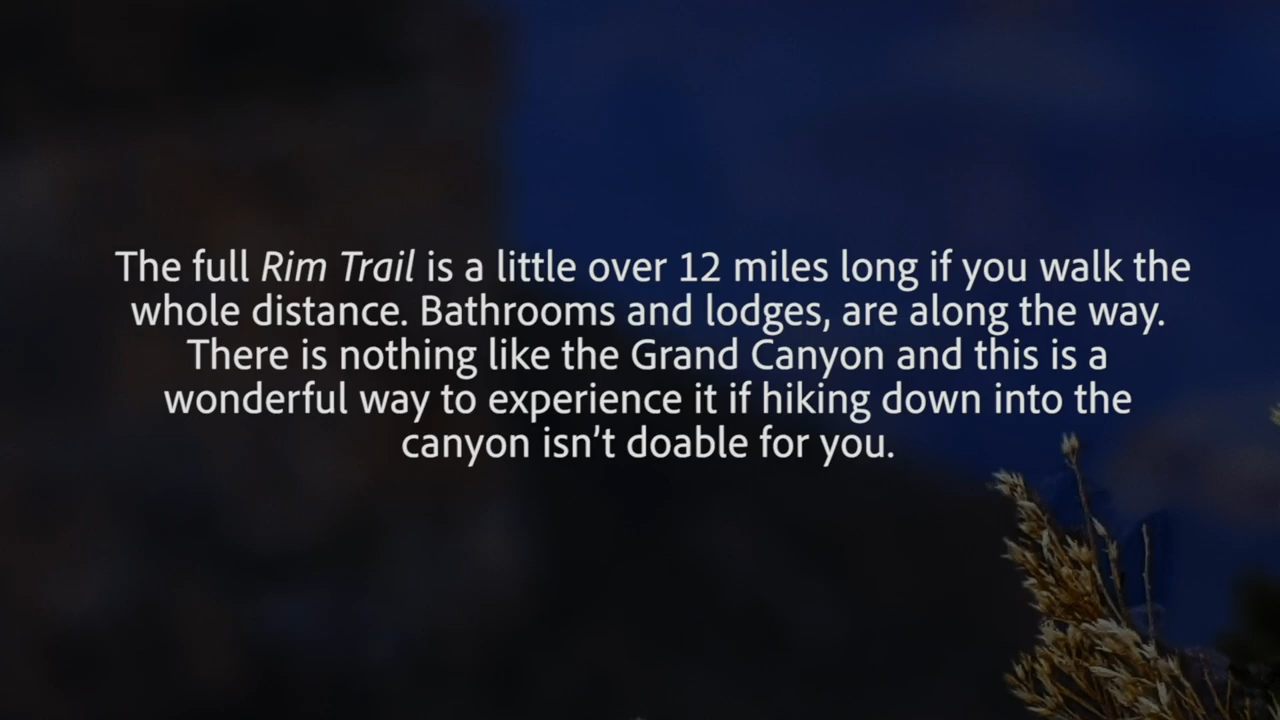 The full Rim Trail is a little over 12 miles long if you walk the
whole distance. Bathrooms and lodges, are along the way.
There is nothing like the Grand Canyon and this is a
wonderful way to experience it if hiking down into the
canyon isn’t doable for you.